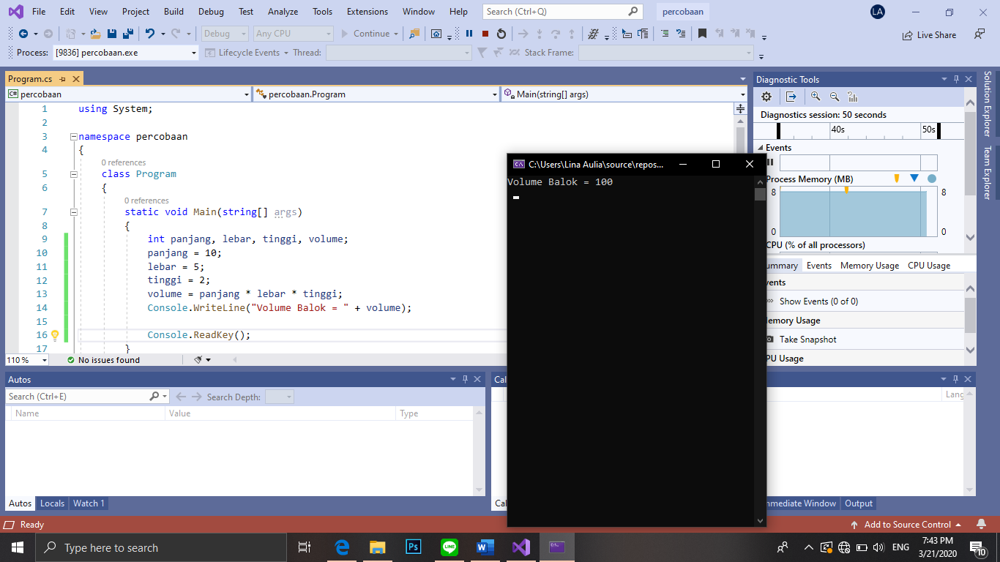 File Edit View Project Build Debug Test Analyze Tools Extensions Window Help Search (Ctrl+Q) percobaan LA
Debug Any CPU Continue Live Share
Process: [9836] percobaan.exe Lifecycle Events Thread: Stack Frame:
Program.cs
percobaan percobaan.Program Main(string[] args)
1 using System;
2
3 namespace percobaan
4 {
0 references
5 class Program
6 {
0 references
7 static void Main(string[] args)
8 {
9 int panjang, lebar, tinggi, volume;
10 panjang = 10;
11 lebar = 5;
12 tinggi = 2;
13 volume = panjang * lebar * tinggi;
14 Console.WriteLine("Volume Balok = " + volume);
15
16 Console.ReadKey();
17 }
110 % No issues found
C:\Users\Lina Aulia\source\repos...
Volume Balok = 100
Diagnostic Tools
Diagnostics session: 50 seconds
40s 50s
Events
Process Memory (MB)
8 8
0 0
CPU (% of all processors)
ummary Events Memory Usage CPU Usage
vents
Show Events (0 of 0)
emory Usage
Take Snapshot
PU Usage
Solution Explorer
Team Explorer
Autos
Search (Ctrl+E) Search Depth:
Name Value Type
Autos Locals Watch 1
Cal
Lang
Cal
mmediate Window Output
Ready Add to Source Control
Type here to search
Ps
LINE
W
ENG
7:43 PM
3/21/2020
10